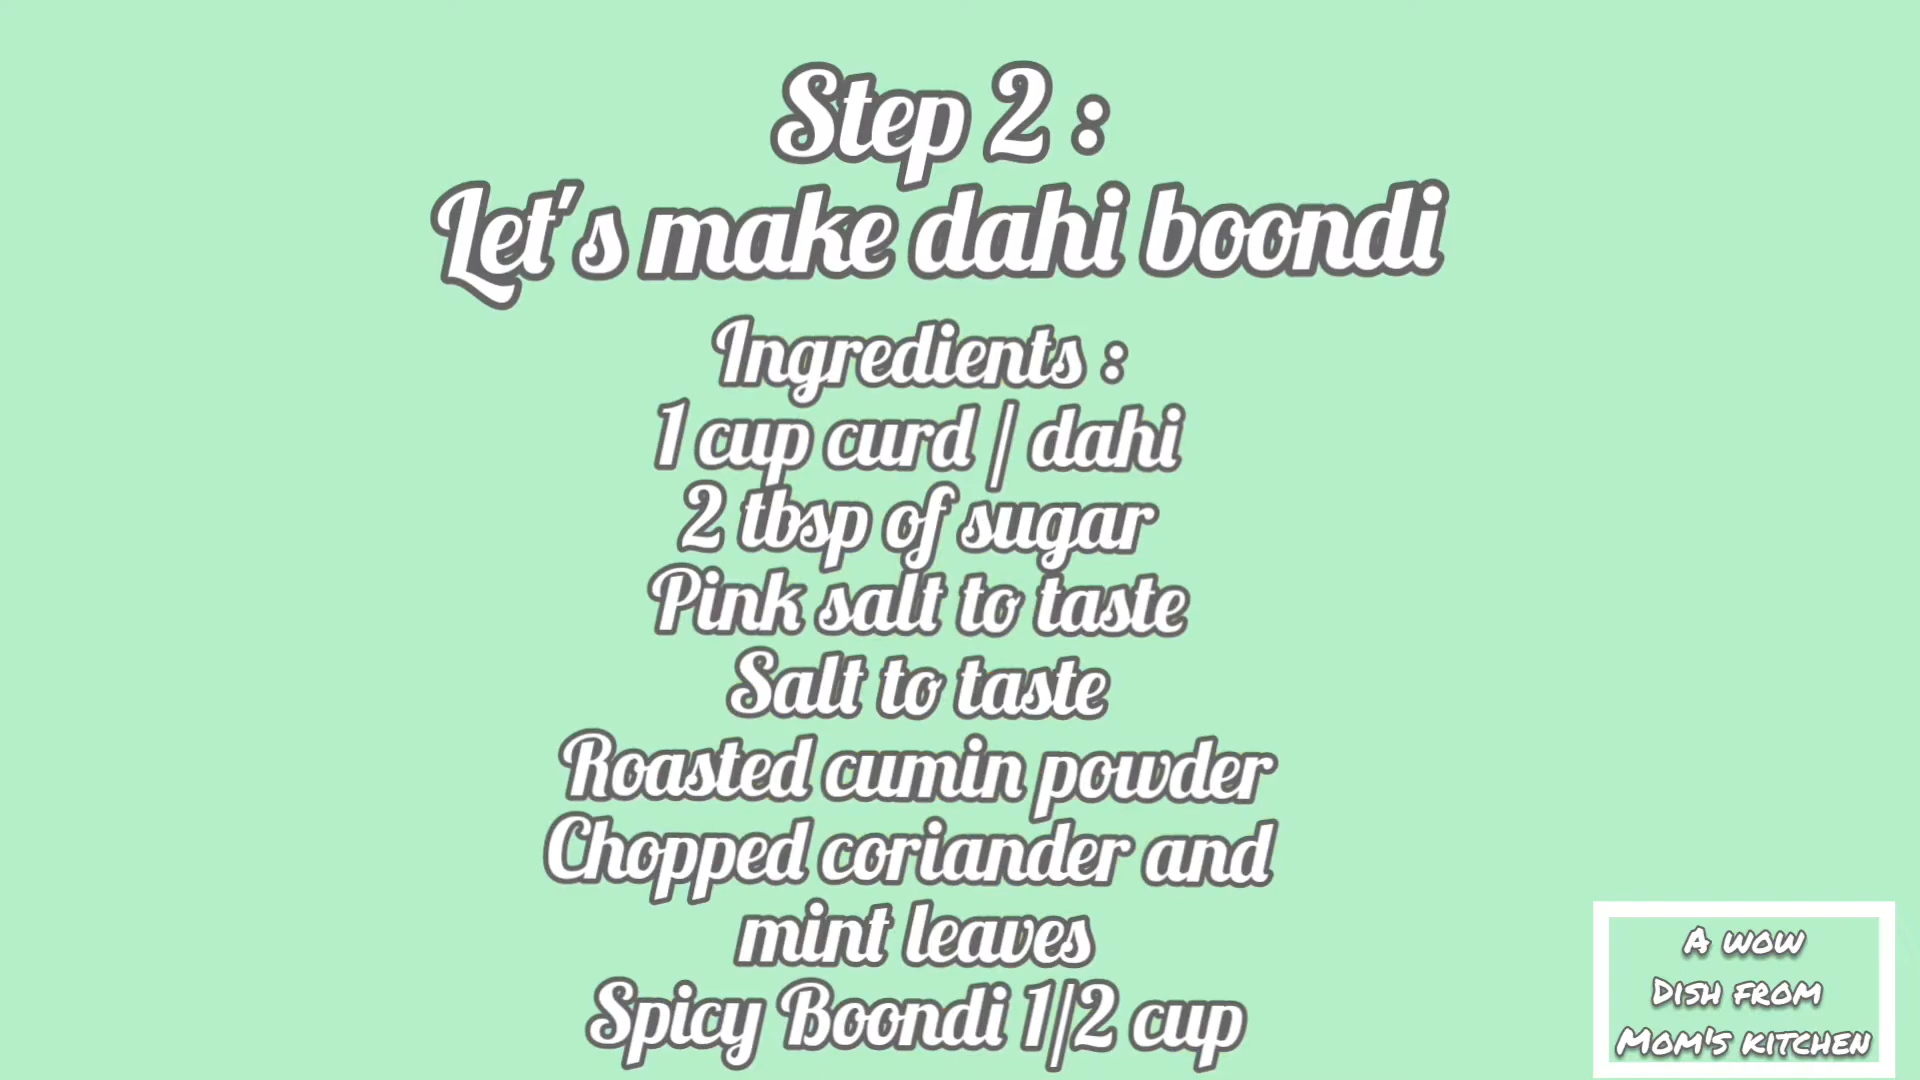 Step 2 :
Let's make dahi boondi
Ingredients :
1 cup curd / dahi
2 tbsp of sugar
Pink salt to taste
Salt to taste
Roasted cumin powder
Chopped coriander and
mint leaves
Spicy Boondi 1/2 cup
A wow
Dish from
Mom's kitchen